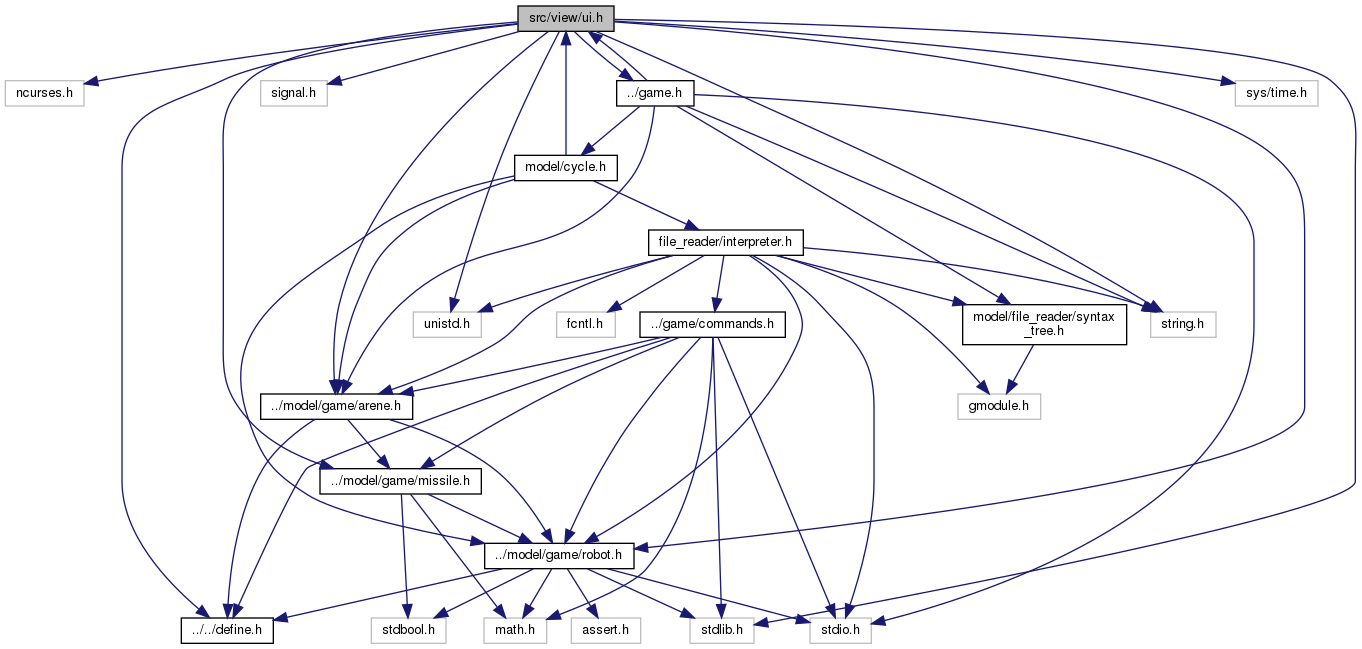 src/view/ui.h
ncurses.h
signal.h
../game.h
sys/time.h
model/cycle.h
file_reader/interpreter.h
unistd.h
fcntl.h
../game/commands.h
model/file_reader/syntax
_tree.h
string.h
../model/game/arene.h
gmodule.h
../model/game/missile.h
../model/game/robot.h
../../define.h
stdbool.h
math.h
assert.h
stdlib.h
stdio.h